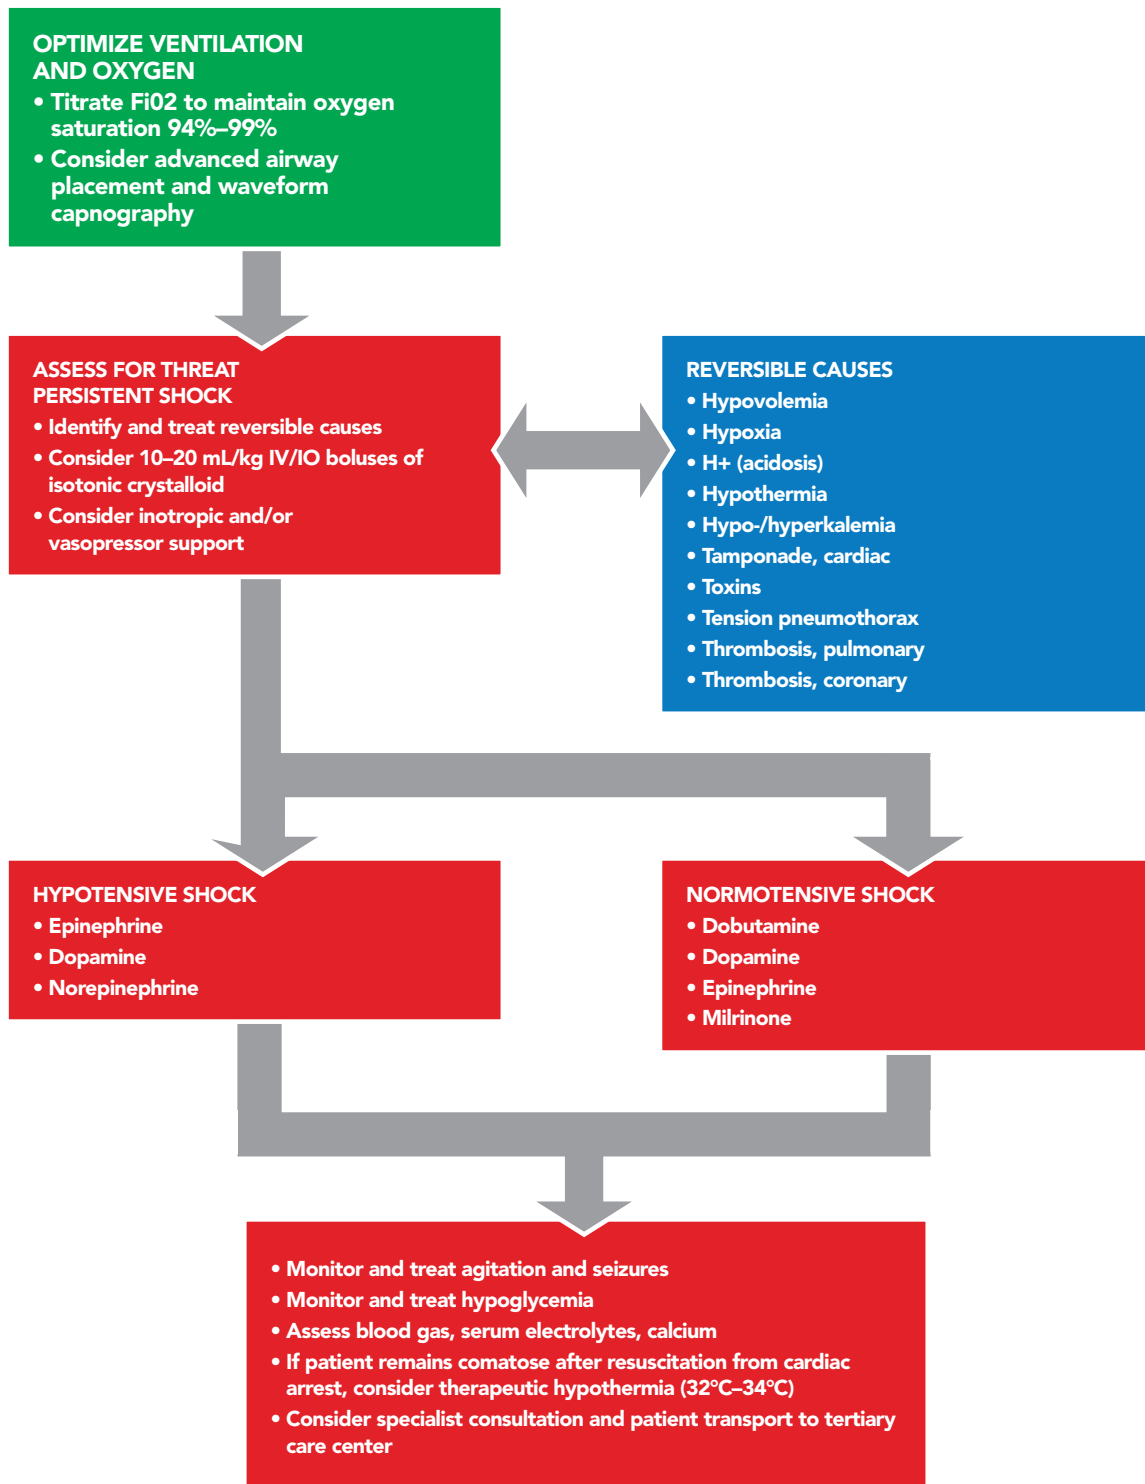 OPTIMIZE VENTILATION
AND OXYGEN
• Titrate Fi02 to maintain oxygen
saturation 94%–99%
• Consider advanced airway
placement and waveform
capnography
ASSESS FOR THREAT
PERSISTENT SHOCK
• Identify and treat reversible causes
• Consider 10–20 mL/kg IV/IO boluses of
isotonic crystalloid
• Consider inotropic and/or
vasopressor support
REVERSIBLE CAUSES
• Hypovolemia
• Hypoxia
• H+ (acidosis)
• Hypothermia
• Hypo-/hyperkalemia
• Tamponade, cardiac
• Toxins
• Tension pneumothorax
• Thrombosis, pulmonary
• Thrombosis, coronary
HYPOTENSIVE SHOCK
• Epinephrine
• Dopamine
• Norepinephrine
NORMOTENSIVE SHOCK
• Dobutamine
• Dopamine
• Epinephrine
• Milrinone
• Monitor and treat agitation and seizures
• Monitor and treat hypoglycemia
• Assess blood gas, serum electrolytes, calcium
• If patient remains comatose after resuscitation from cardiac
arrest, consider therapeutic hypothermia (32ºC–34ºC)
• Consider specialist consultation and patient transport to tertiary
care center